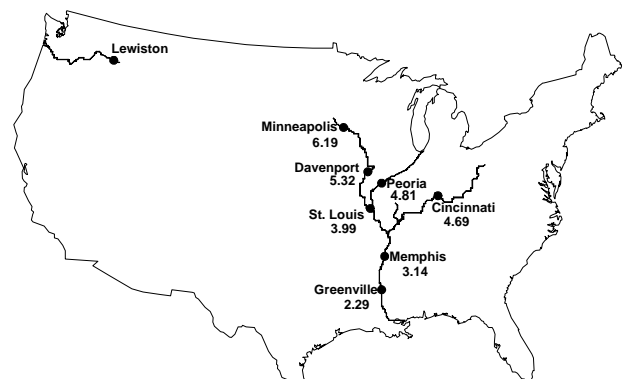 Lewiston
Minneapolis
6.19
Davenport
5.32
Peoria
4.81
Cincinnati
4.69
St. Louis
3.99
Memphis
3.14
Greenville
2.29